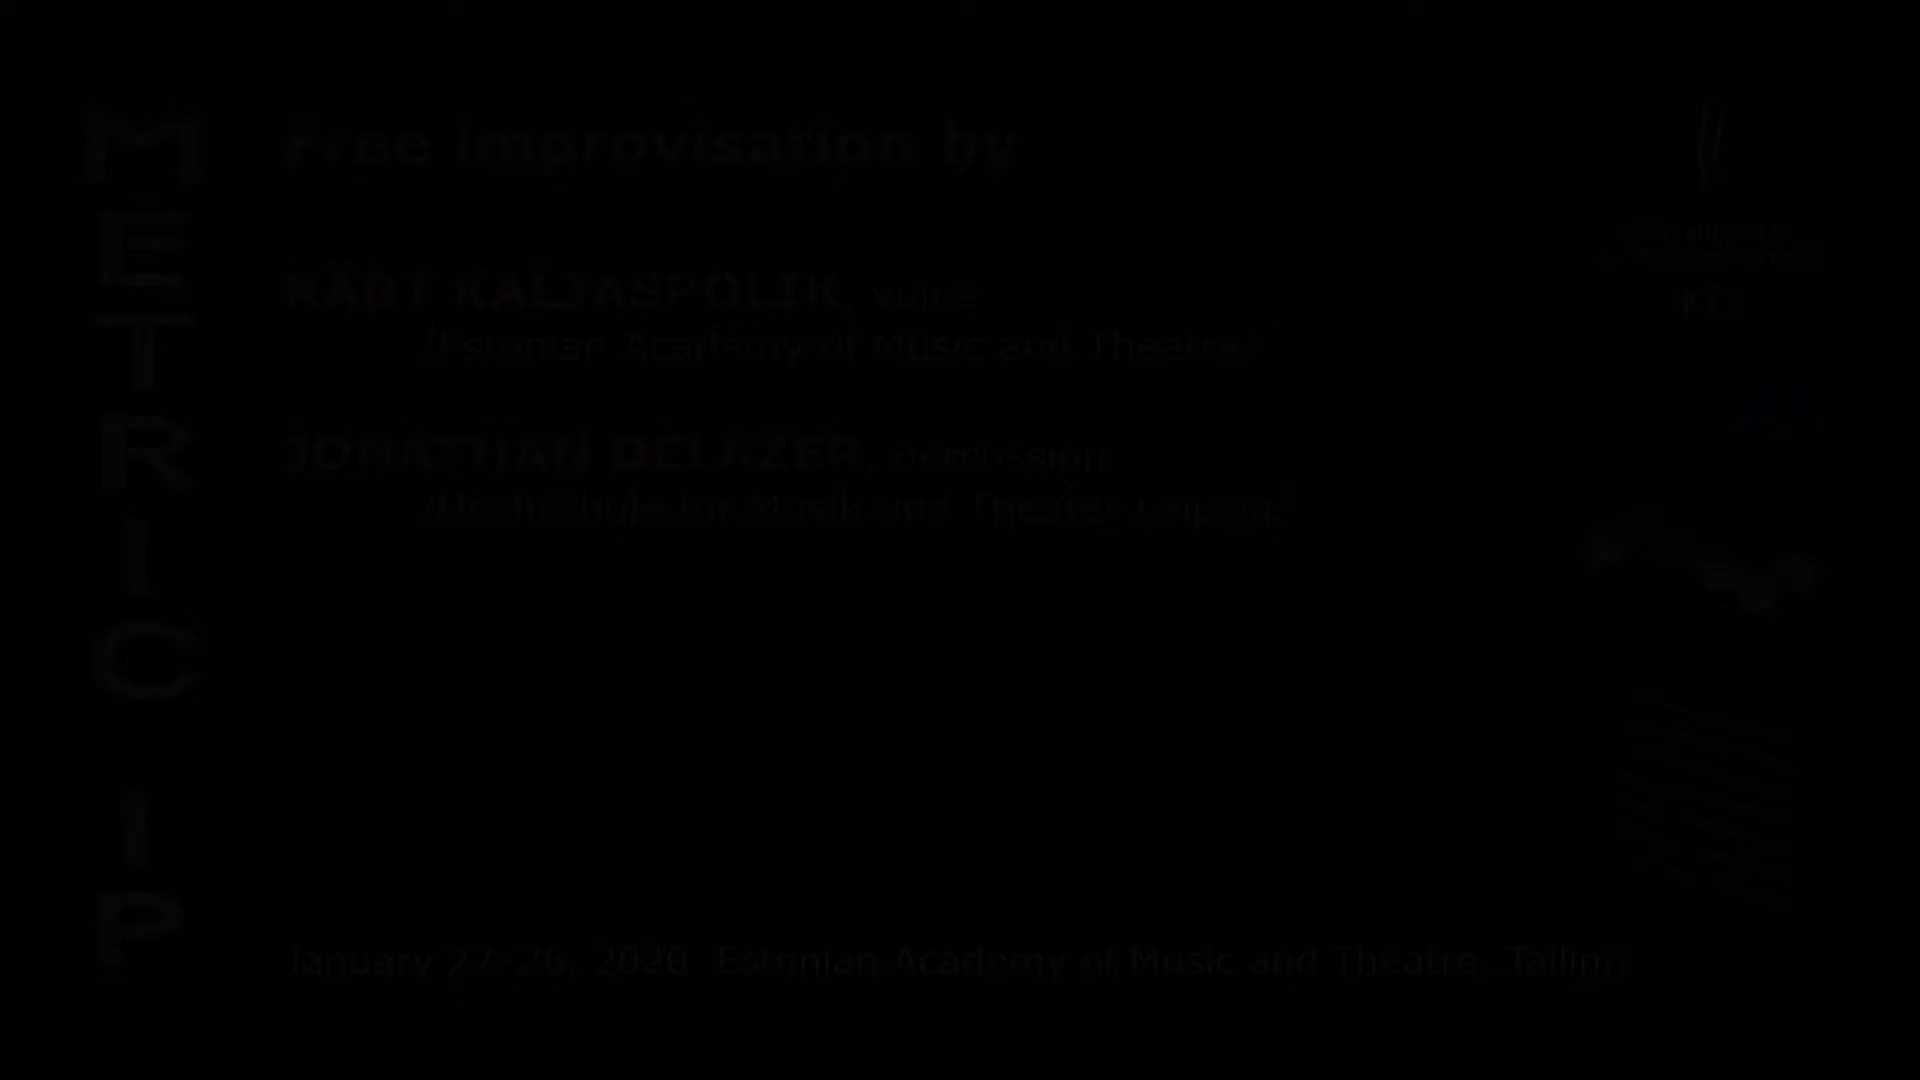 METRIC IP
Free Improvisation by
KÄRT KALDASPOLIK, voice
/Estonian Academy of Music and Theatre/
JONATHAN DELAZER, percussion
/Hochschule für Musik und Theater Leipzig/
January 22–26, 2020 Estonian Academy of Music and Theatre, Tallinn